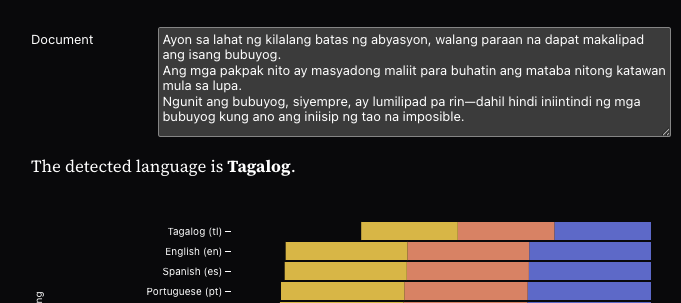 Document
Ayon sa lahat ng kilalang batas ng abyasyon, walang paraan na dapat makalipad
ang isang bubuyog.
Ang mga pakpak nito ay masyadong maliit para buhatin ang mataba nitong katawan
mula sa lupa.
Ngunit ang bubuyog, siyempre, ay lumilipad pa rin—dahil hindi iniintindi ng mga
bubuyog kung ano ang iniisip ng tao na imposible.
The detected language is Tagalog.
Tagalog (tl)
English (en)
Spanish (es)
Portuguese (pt)